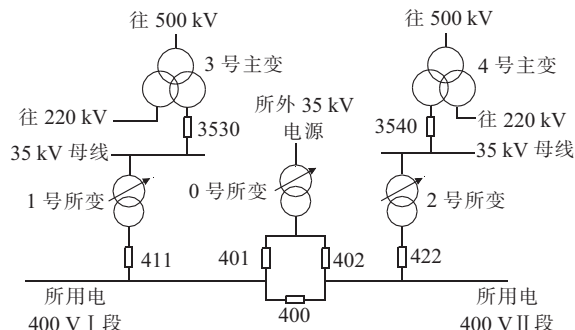 往 500 kV
往 500 kV
3 号主变
4 号主变
所外 35 kV
电源
往 220 kV
3530
3540
往 220 kV
35 kV 母线
35 kV 母线
1 号所变
0 号所变
2 号所变
411
401
402
422
400
所用电
400 V Ⅰ 段
所用电
400 V Ⅱ 段